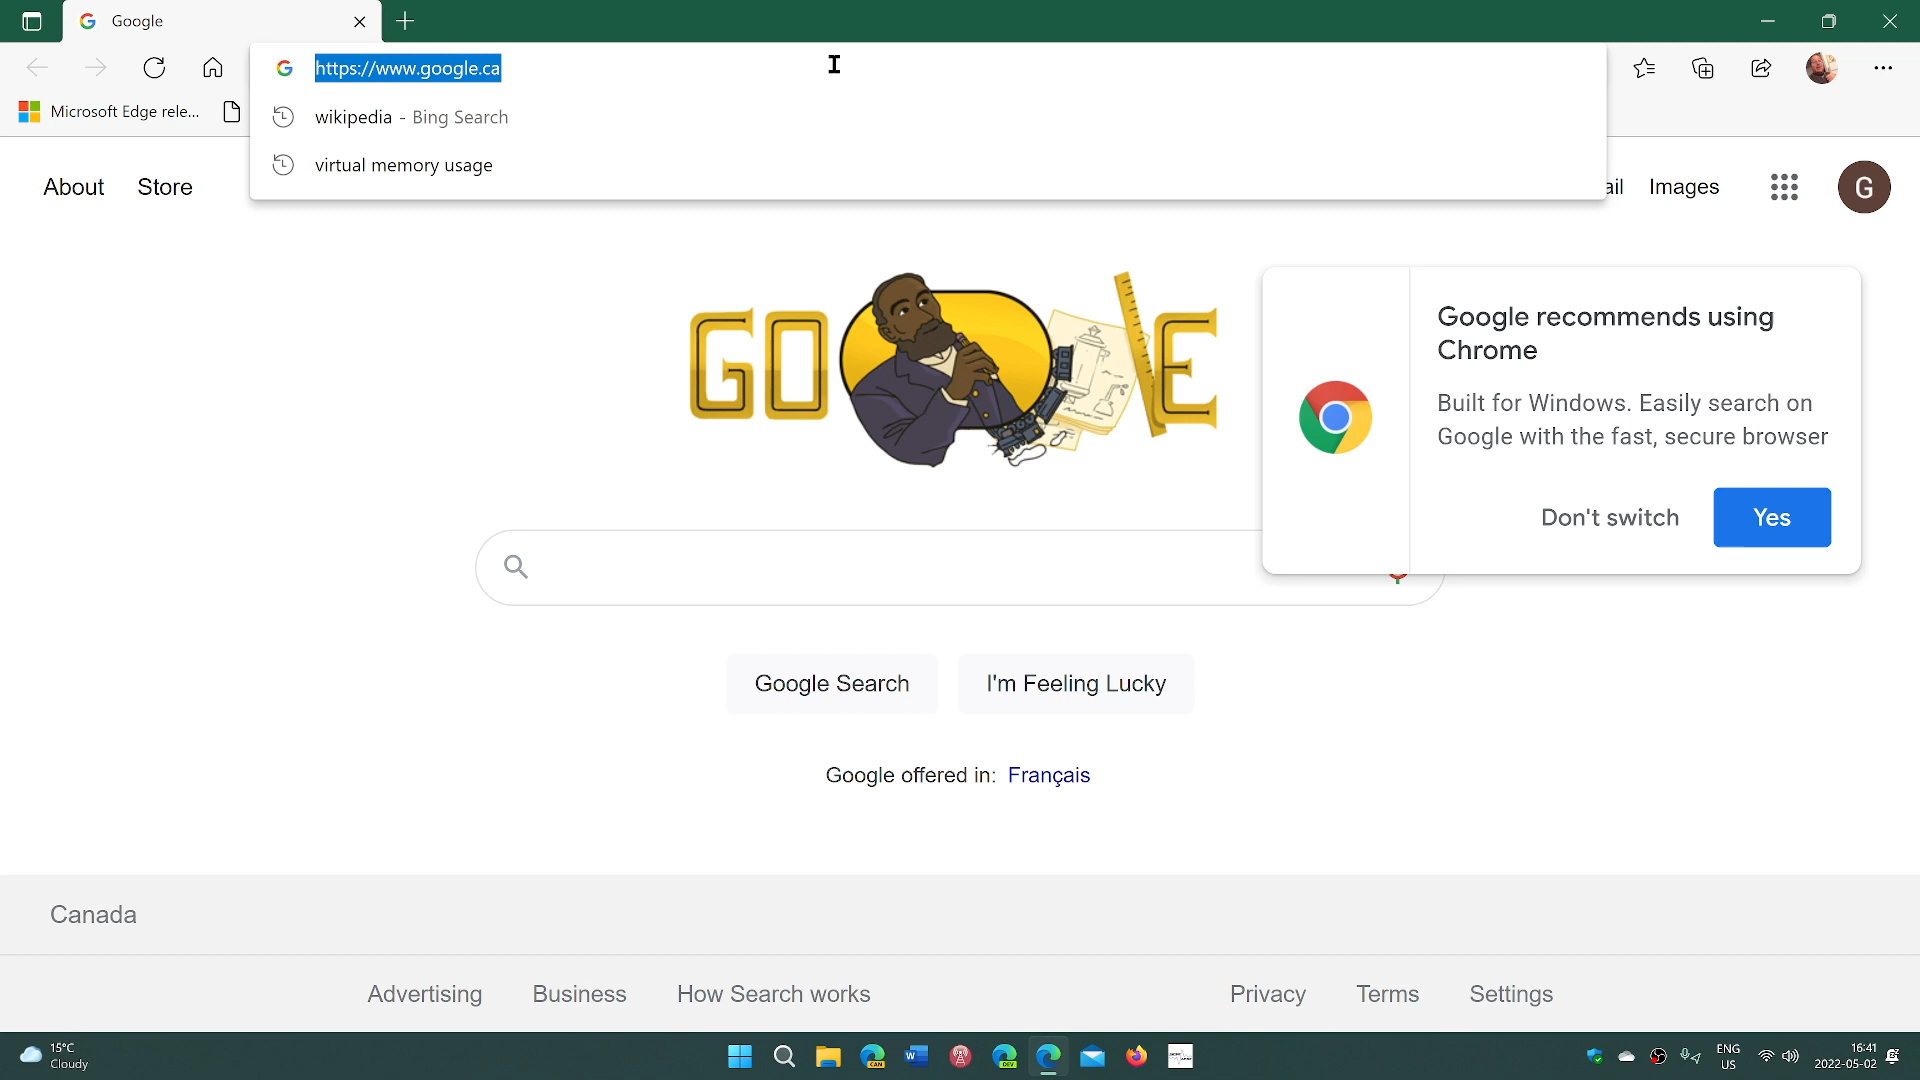 Google
https://www.google.ca
wikipedia - Bing Search
virtual memory usage
Microsoft Edge rele...
About
Store
ail
Images
G
GOOGLE
Google recommends using
Chrome
Built for Windows. Easily search on
Google with the fast, secure browser
Don't switch
Yes
Google Search
I'm Feeling Lucky
Google offered in: Français
Canada
Advertising
Business
How Search works
Privacy
Terms
Settings
15°C
Cloudy
CAN
W
DEV
ENG
US
16:41
2022-05-02